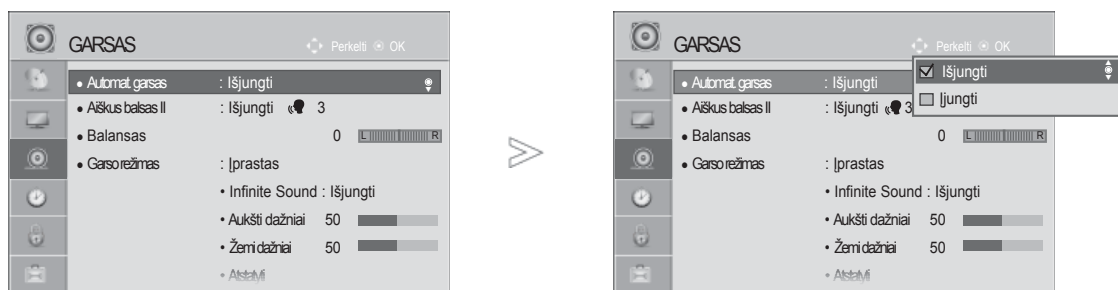 GARSAS Perkelti OK
• Automat. garsas : Išjungti
• Aiškus balsas II : Išjungti 3
• Balansas 0 L R
• Garso režimas : Įprastas
• Infinite Sound : Išjungti
• Aukšti dažniai 50
• Žemi dažniai 50
• Atstatyti
GARSAS Perkelti OK
• Automat. garsas : Išjungti
Išjungti
Įjungti
• Aiškus balsas II : Išjungti 3
• Balansas 0 L R
• Garso režimas : Įprastas
• Infinite Sound : Išjungti
• Aukšti dažniai 50
• Žemi dažniai 50
• Atstatyti